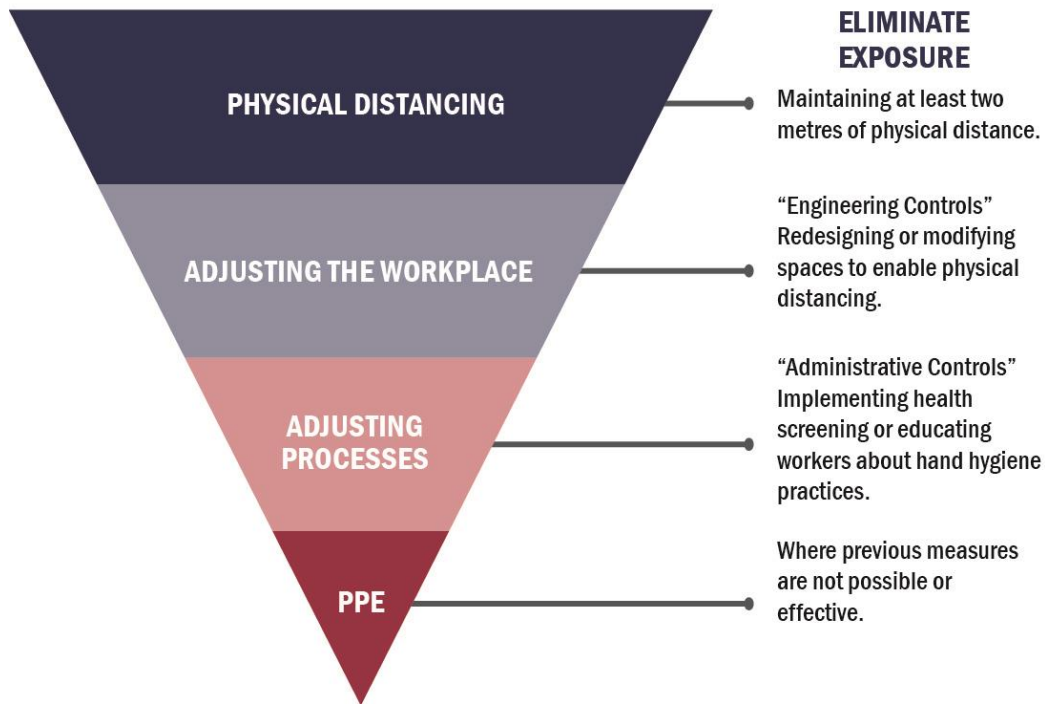 ELIMINATE
EXPOSURE
PHYSICAL DISTANCING
Maintaining at least two
metres of physical distance.
ADJUSTING THE WORKPLACE
“Engineering Controls”
Redesigning or modifying
spaces to enable physical
distancing.
ADJUSTING
PROCESSES
“Administrative Controls”
Implementing health
screening or educating
workers about hand hygiene
practices.
PPE
Where previous measures
are not possible or
effective.